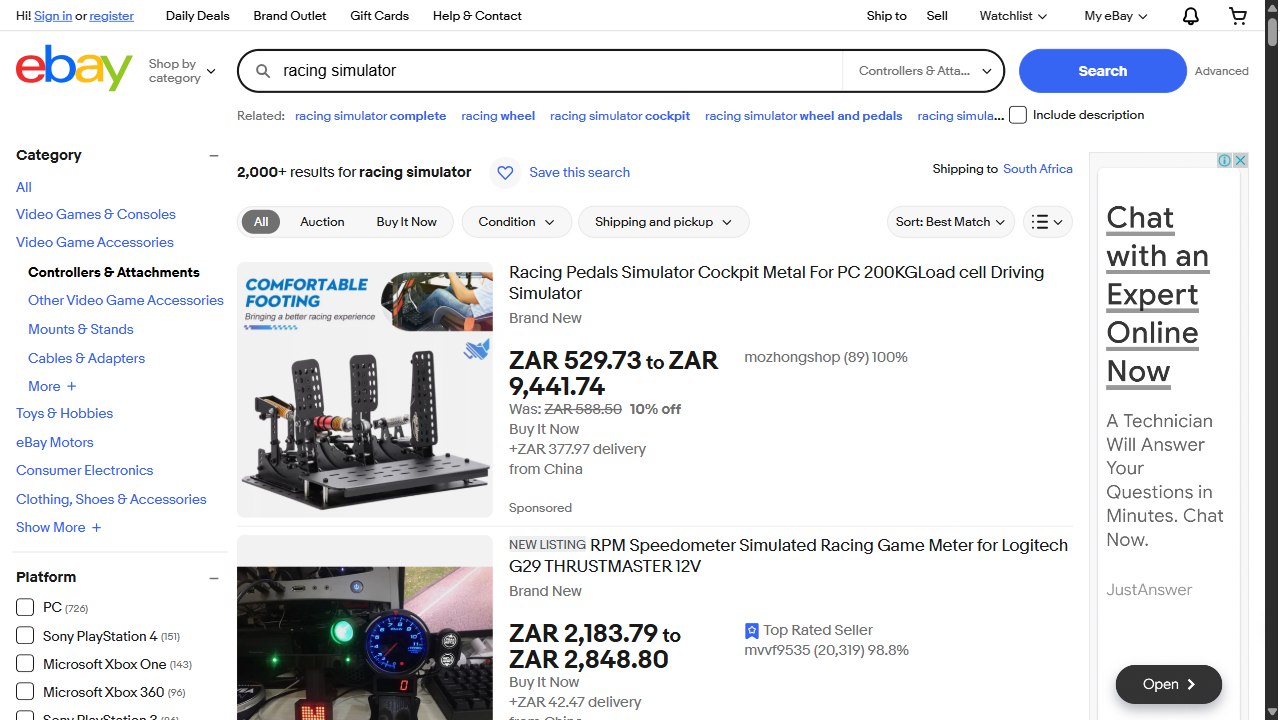 Hi! Sign in or register
Daily Deals
Brand Outlet
Gift Cards
Help & Contact
Ship to
Sell
Watchlist
My eBay
ebay
Shop by category
racing simulator
Controllers & Atta...
Search
Advanced
Related:
racing simulator complete
racing wheel
racing simulator cockpit
racing simulator wheel and pedals
racing simula...
Include description
Category
All
Video Games & Consoles
Video Game Accessories
Controllers & Attachments
Other Video Game Accessories
Mounts & Stands
Cables & Adapters
More
Toys & Hobbies
eBay Motors
Consumer Electronics
Clothing, Shoes & Accessories
Show More
Platform
PC (726)
Sony PlayStation 4 (151)
Microsoft Xbox One (143)
Microsoft Xbox 360 (96)
Sony PlayStation 3 (96)
2,000+ results for racing simulator
Save this search
Shipping to South Africa
All
Auction
Buy It Now
Condition
Shipping and pickup
Sort: Best Match
COMFORTABLE
FOOTING
Bringing a better racing experience
Racing Pedals Simulator Cockpit Metal For PC 200KGLoad cell Driving
Simulator
Brand New
ZAR 529.73 to ZAR
9,441.74
Was: ZAR 588.50 10% off
Buy It Now
+ZAR 377.97 delivery
from China
Sponsored
mozhongshop (89) 100%
NEW LISTING RPM Speedometer Simulated Racing Game Meter for Logitech
G29 THRUSTMASTER 12V
Brand New
ZAR 2,183.79 to
ZAR 2,848.80
Buy It Now
+ZAR 42.47 delivery
from China
Top Rated Seller
mvvf9535 (20,319) 98.8%
Chat
with an
Expert
Online
Now
A Technician
Will Answer
Your
Questions in
Minutes. Chat
Now.
JustAnswer
Open